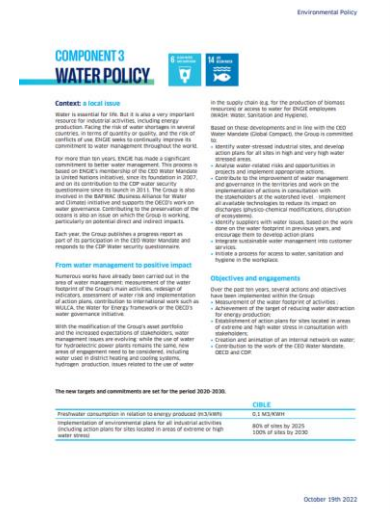 Environmental Policy
COMPONENT 3
WATER POLICY
6
14
Context: a local issue
Water is essential for life. But it is also a very important
resource for industrial activities, including energy
production. Facing the risk of water shortages in several
countries, in terms of quantity or quality, and the risk of
conflicts of use, ENGIE seeks to continually improve its
commitment to water management throughout the world.
For more than ten years, ENGIE has made a significant
commitment to better water management. This process is
based on ENGIE's membership of the CEO Water Mandate
(a United Nations initiative), since its foundation in 2007,
and on its contribution to the CDP water security
questionnaire since its launch in 2011. The Group is also
involved in the BAFWAC (Business Alliance for Water
and Climate) initiative and supports the OECD's work on
water governance. Contributing to the preservation of the
oceans is also an issue on which the Group is working,
particularly on potential direct and indirect impacts.
Each year, the Group publishes a progress report as
part of its participation in the CEO Water Mandate and
responds to the CDP Water security questionnaire.
From water management to positive impact
Numerous works have already been carried out in the
area of water management: measurement of the water
footprint of the Group's main activities, redesign of
indicators, assessment of water risk and implementation
of action plans, contribution to international work such as
WULCA, the Water for Energy framework or the OECD's
water governance initiative.
With the modification of the Group's asset portfolio
and the increased expectations of stakeholders, water
management issues are evolving: while the use of water
for hydroelectric power plants remains the same, new
areas of engagement need to be considered, including
water used in district heating and cooling systems,
hydrogen production, issues related to the use of water
in the supply chain (e.g. for the production of biomass
resources) or access to water for ENGIE employees
(WASH: Water, Sanitation and Hygiene).
Based on those developments and in line with the CEO
Water Mandate (Global Compact), the Group is committed
to:
• Identify water-stressed industrial sites, and develop
action plans for all sites in high and very high water
stressed areas.
• Analyse water-related risks and opportunities in
projects and implement appropriate actions.
• Contribute to the improvement of water management
and governance in the territories and work on the
implementation of actions in consultation with
the stakeholders at the watershed level - implement
all available technologies to reduce its impact on
discharges (physico-chemical modifications, disruption
of ecosystems).
• Identify suppliers with water issues, based on the work
done on the water footprint in previous years, and
encourage them to develop action plans
• Integrate sustainable water management into customer
services.
• Initiate a process for access to water, sanitation and
hygiene in the workplace.
Objectives and engagements
Over the past ten years, several actions and objectives
have been implemented within the Group:
• Measurement of the water footprint of activities;
• Achievement of the target of reducing water abstraction
for energy production;
• Establishment of action plans for sites located in areas
of extreme and high water stress in consultation with
stakeholders;
• Creation and animation of an internal network on water;
• Contribution to the work of the CEO Water Mandate,
OECD and CDP.
The new targets and commitments are set for the period 2020-2030.
CIBLE
Freshwater consumption in relation to energy produced (m3/kWh) 0,1 M3/KWH
Implementation of environmental plans for all industrial activities 80% of sites by 2025
(including action plans for sites located in areas of extreme or high 100% of sites by 2030
water stress)
October 19th 2022